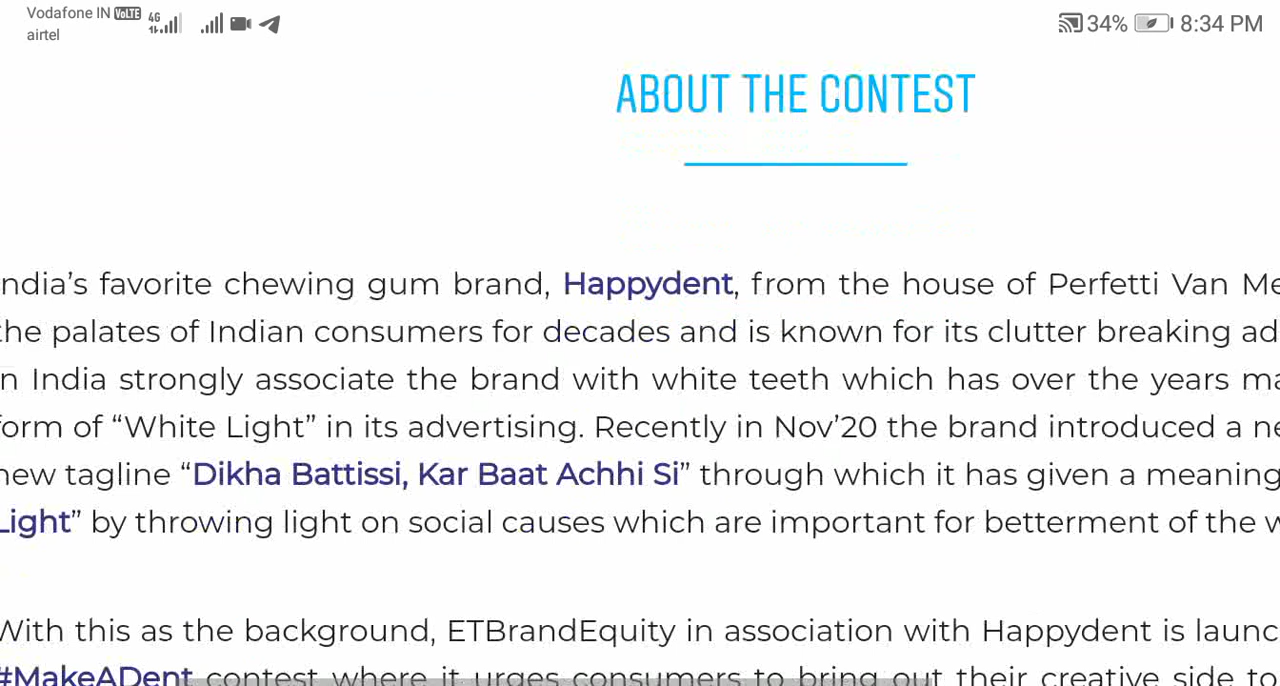 Vodafone IN VoLTE 4G
airtel
34% 8:34 PM
ABOUT THE CONTEST
ndia’s favorite chewing gum brand, Happydent, from the house of Perfetti Van Me
the palates of Indian consumers for decades and is known for its clutter breaking ad
n India strongly associate the brand with white teeth which has over the years ma
form of “White Light” in its advertising. Recently in Nov’20 the brand introduced a ne
new tagline “Dikha Battissi, Kar Baat Achhi Si” through which it has given a meaning
Light” by throwing light on social causes which are important for betterment of the w
With this as the background, ETBrandEquity in association with Happydent is launc
#MakeADent contest where it urges consumers to bring out their creative side to